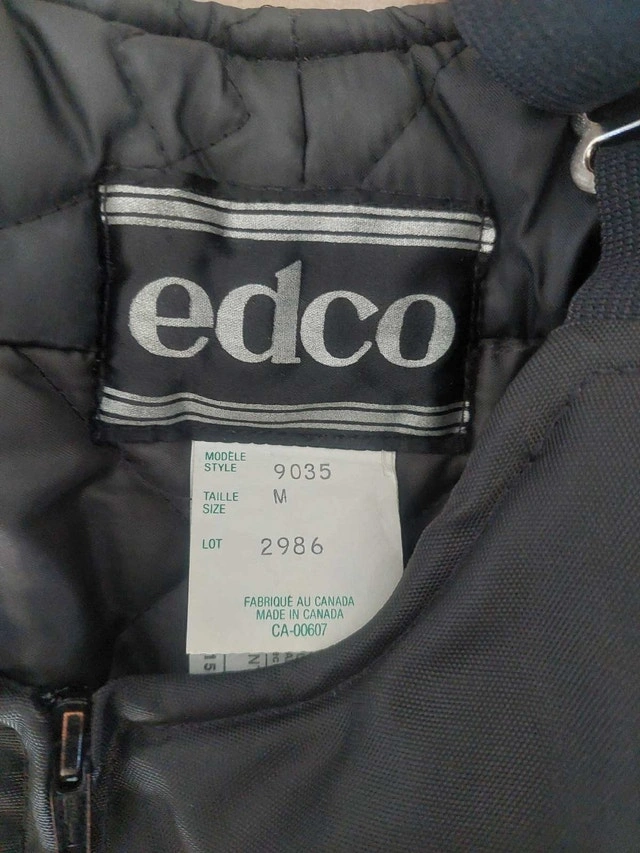 edco
MODÈLE
STYLE 9035
TAILLE M
SIZE
LOT 2986
FABRIQUÉ AU CANADA
MADE IN CANADA
CA-00607